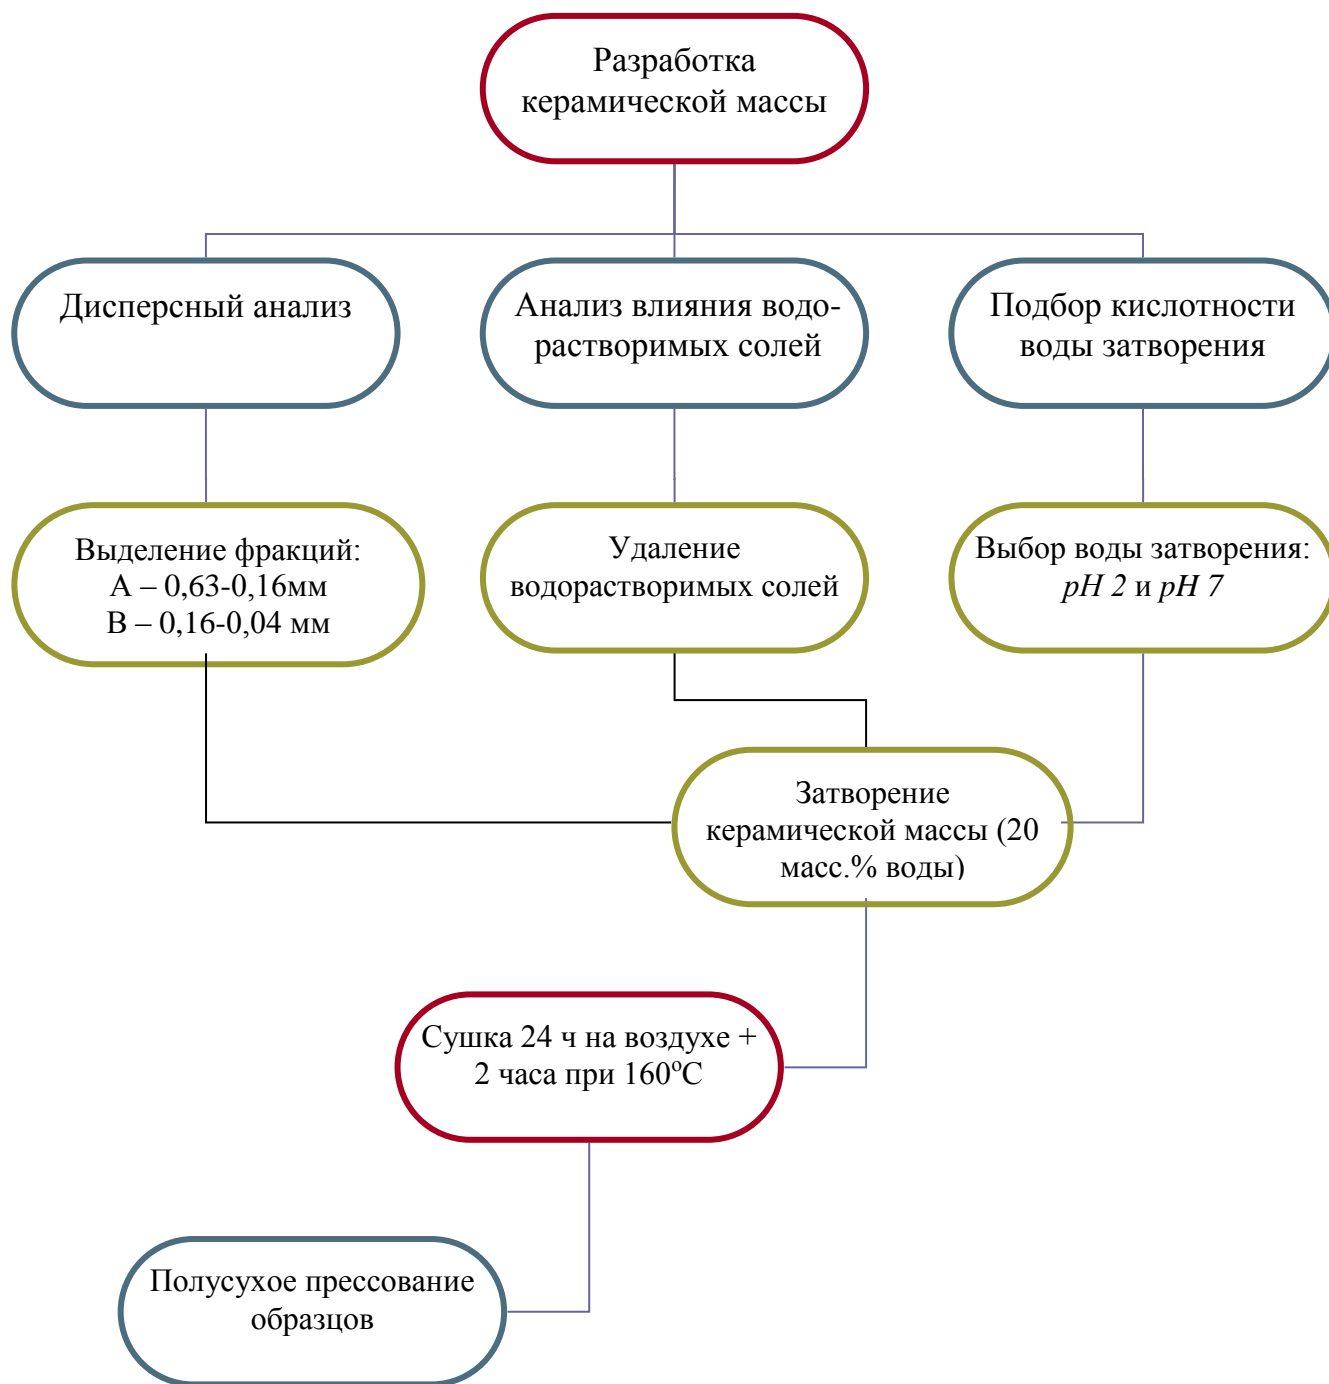 Разработка
керамической массы
Дисперсный анализ
Анализ влияния водо-
растворимых солей
Подбор кислотности
воды затворения
Выделение фракций:
А – 0,63-0,16мм
В – 0,16-0,04 мм
Удаление
водорастворимых солей
Выбор воды затворения:
pH 2 и pH 7
Затворение
керамической массы (20
масс.% воды)
Сушка 24 ч на воздухе +
2 часа при 160°С
Полусухое прессование
образцов